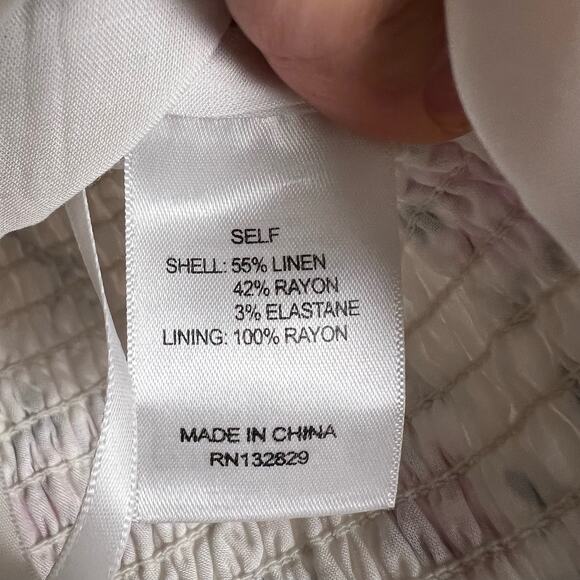 SELF
SHELL: 55% LINEN
42% RAYON
3% ELASTANE
LINING: 100% RAYON
MADE IN CHINA
RN132829